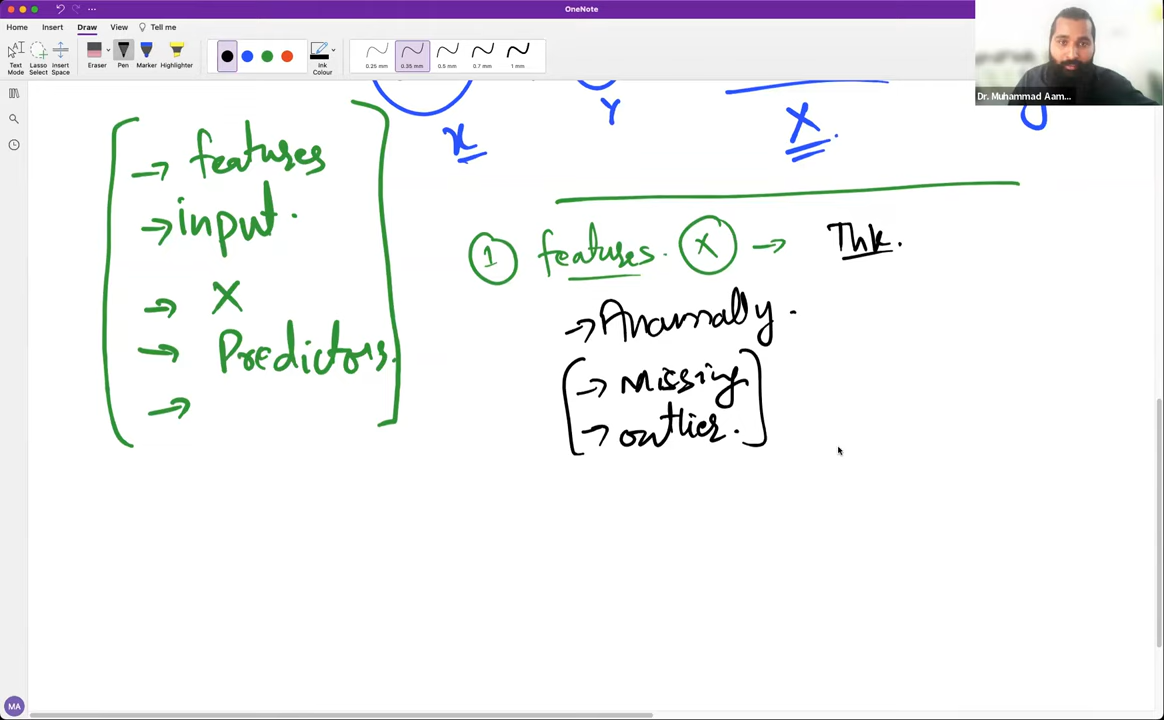 OneNote
Home Insert Draw View Tell me
Text Mode
Lasso Select
Insert Space
Eraser
Pen
Marker
Highlighter
Ink Colour
0.25 mm
0.35 mm
0.5 mm
0.7 mm
1 mm
Dr. Muhammad Aam...
x
Y
X.
→ features
→ input.
→ X
→ Predictors.
→
1 features. X → Thk.
→ Anamally.
→ Missing
→ outlier.
MA